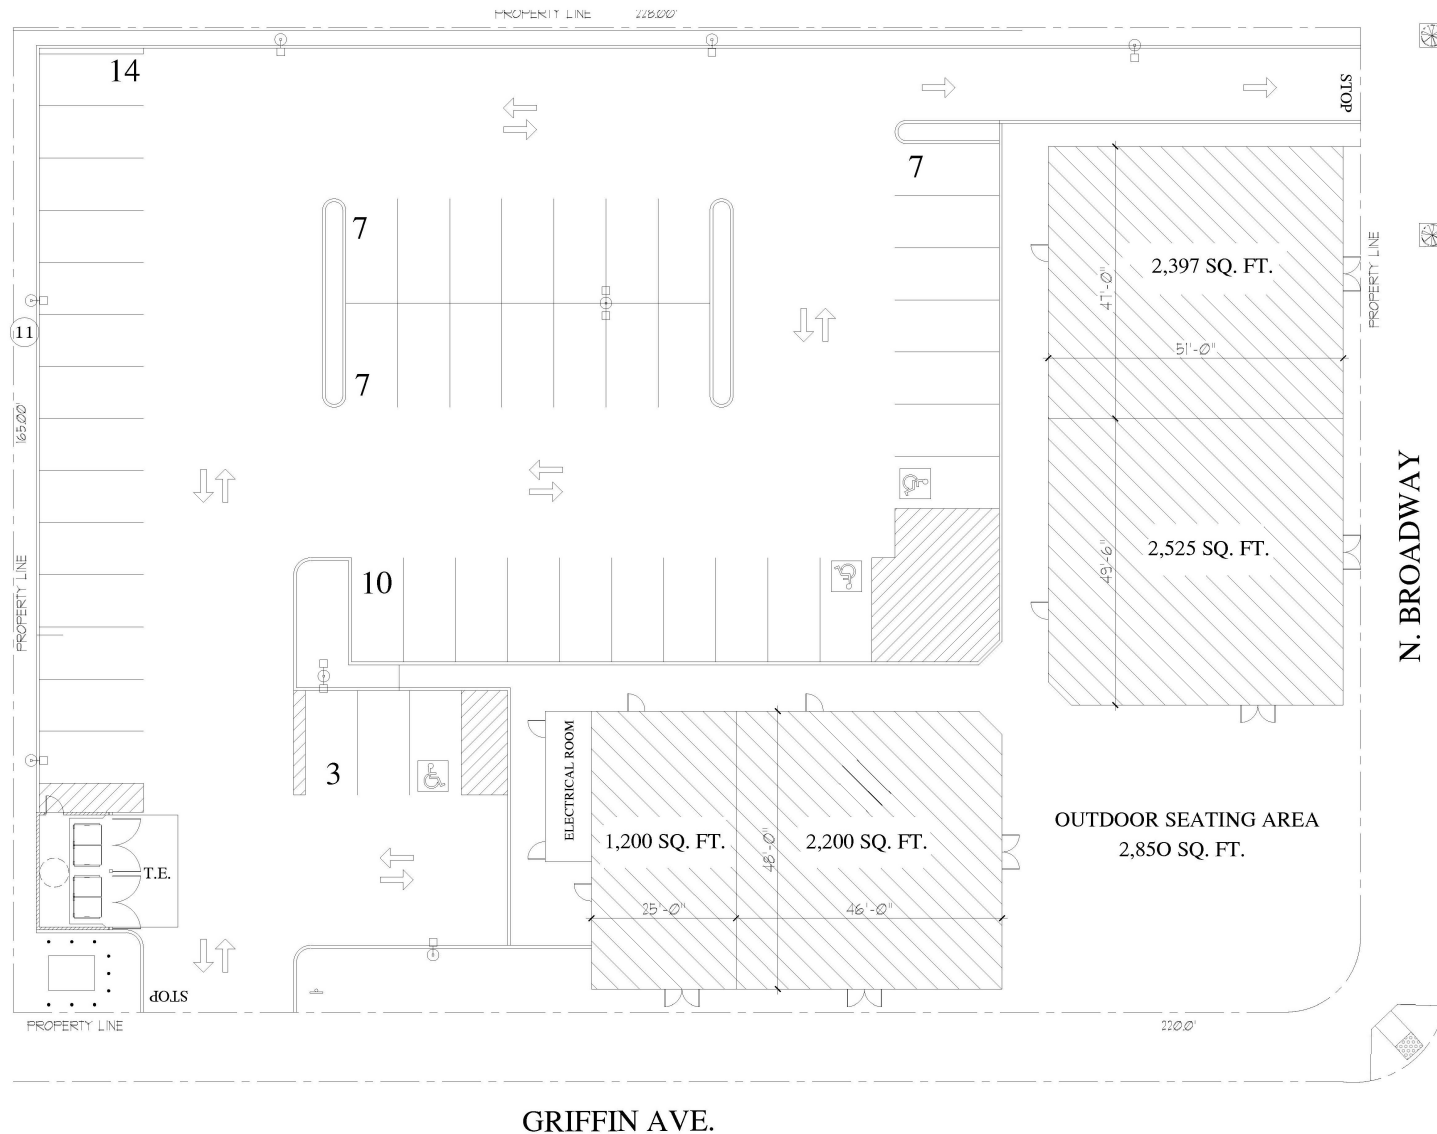 PROPERTY LINE 228.00'
14
STOP
7
7
2,397 SQ. FT.
PROPERTY LINE
47'-0"
11
51'-0"
7
165.00'
N. BROADWAY
2,525 SQ. FT.
49'-6"
PROPERTY LINE
10
3
ELECTRICAL ROOM
OUTDOOR SEATING AREA
2,850 SQ. FT.
1,200 SQ. FT.
2,200 SQ. FT.
48'-0"
T.E.
25'-0"
46'-0"
STOP
PROPERTY LINE
220.0'
GRIFFIN AVE.